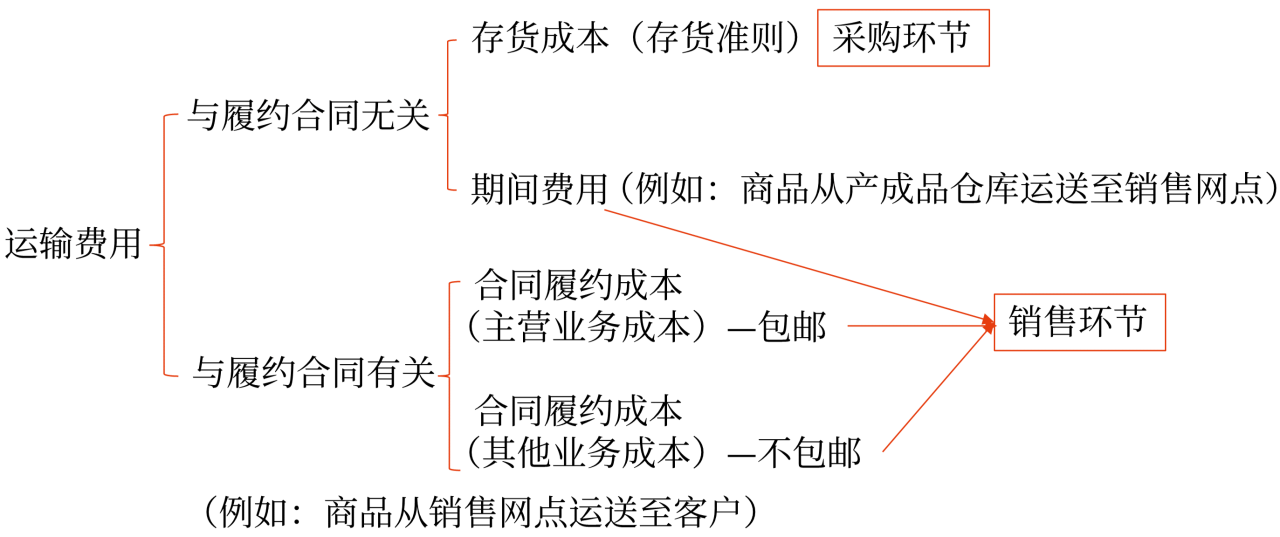 存货成本（存货准则） 采购环节
与履约合同无关
期间费用（例如：商品从产成品仓库运送至销售网点）
运输费用
合同履约成本
（主营业务成本）—包邮
销售环节
与履约合同有关
合同履约成本
（其他业务成本）—不包邮
（例如：商品从销售网点运送至客户）